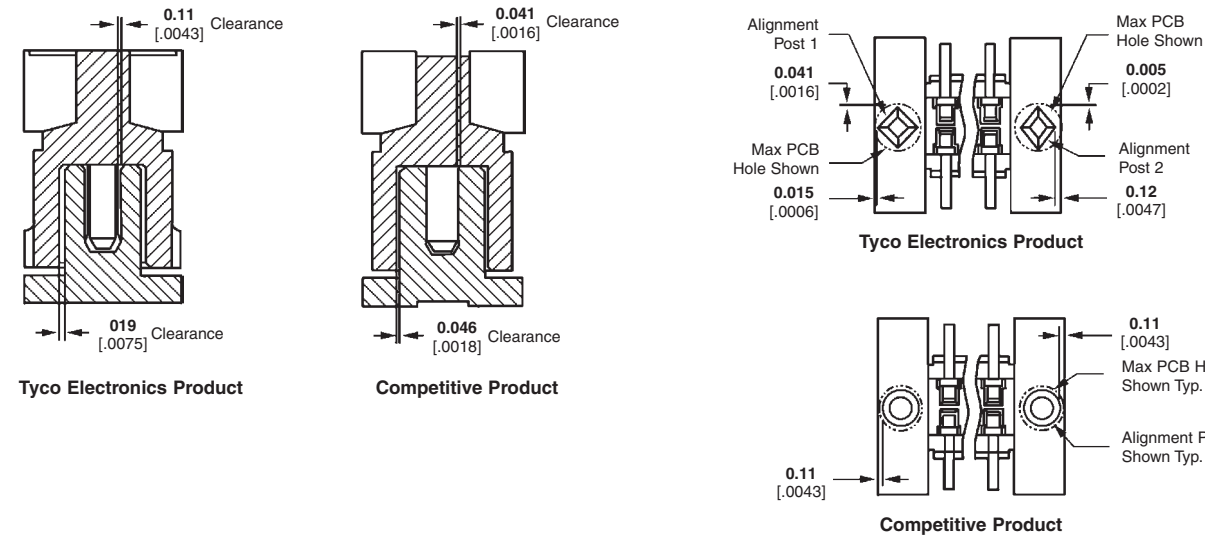 0.11
[.0043]
Clearance
019
[.0075]
Clearance
Tyco Electronics Product
0.041
[.0016]
Clearance
0.046
[.0018]
Clearance
Competitive Product
Alignment
Post 1
0.041
[.0016]
Max PCB
Hole Shown
0.015
[.0006]
Max PCB
Hole Shown
0.005
[.0002]
Alignment
Post 2
0.12
[.0047]
Tyco Electronics Product
0.11
[.0043]
Max PCB H
Shown Typ.
Alignment P
Shown Typ.
0.11
[.0043]
Competitive Product